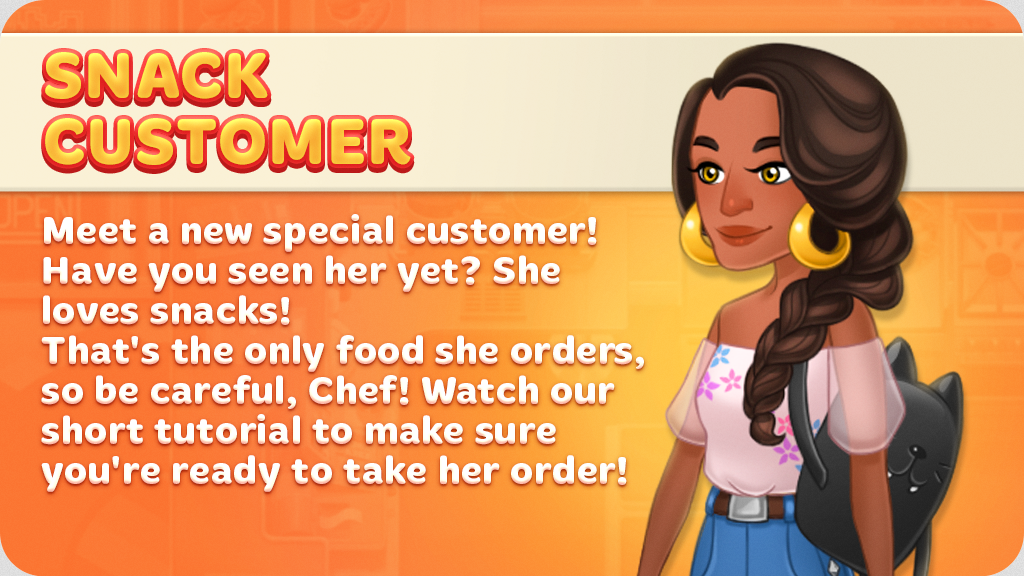 SNACK
CUSTOMER
Meet a new special customer!
Have you seen her yet? She
loves snacks!
That's the only food she orders,
so be careful, Chef! Watch our
short tutorial to make sure
you're ready to take her order!